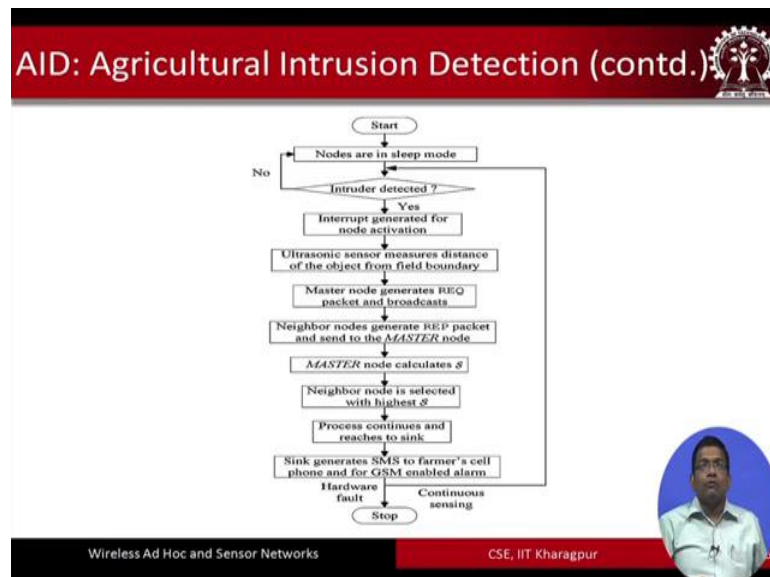 AID: Agricultural Intrusion Detection (contd.)
Start
Nodes are in sleep mode
No
Intruder detected ?
Yes
Interrupt generated for
node activation
Ultrasonic sensor measures distance
of the object from field boundary
Master node generates REQ
packet and broadcasts
Neighbor nodes generate REP packet
and send to the MASTER node
MASTER node calculates 𝒮
Neighbor node is selected
with highest 𝒮
Process continues and
reaches to sink
Sink generates SMS to farmer's cell
phone and for GSM enabled alarm
Hardware
fault
Continuous
sensing
Stop
Wireless Ad Hoc and Sensor Networks
CSE, IIT Kharagpur